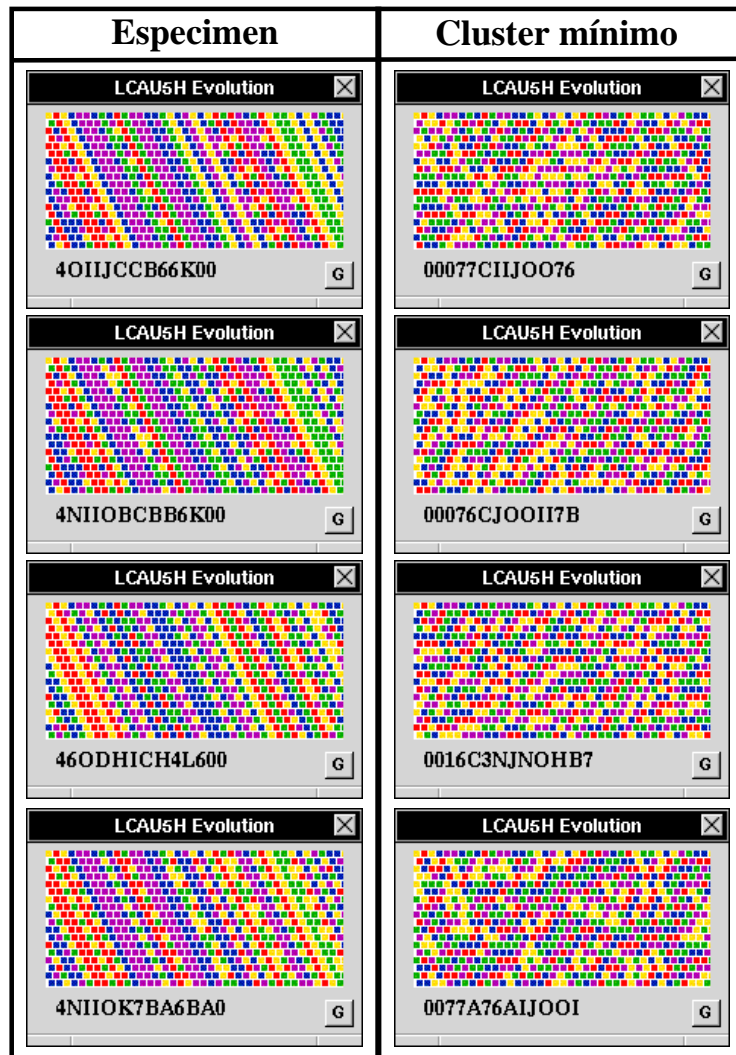 Especimen
Cluster mínimo
LCAU5H Evolution
4OIIJCCB66K00
G
LCAU5H Evolution
00077CIIJOO76
G
LCAU5H Evolution
4NIIOBCBB6K00
G
LCAU5H Evolution
00076CJOOII7B
G
LCAU5H Evolution
46ODHICH4L600
G
LCAU5H Evolution
0016C3NJNOHB7
G
LCAU5H Evolution
4NIIOK7BA6BA0
G
LCAU5H Evolution
0077A76AIJOOI
G